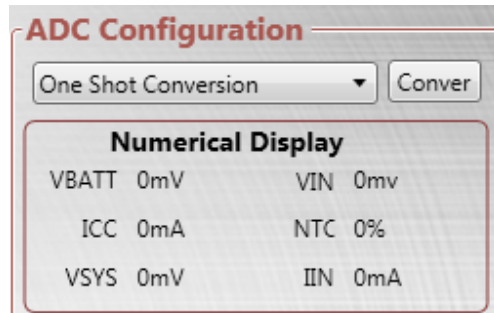 ADC Configuration
One Shot Conversion Conver
Numerical Display
VBATT 0mV VIN 0mv
ICC 0mA NTC 0%
VSYS 0mV IIN 0mA